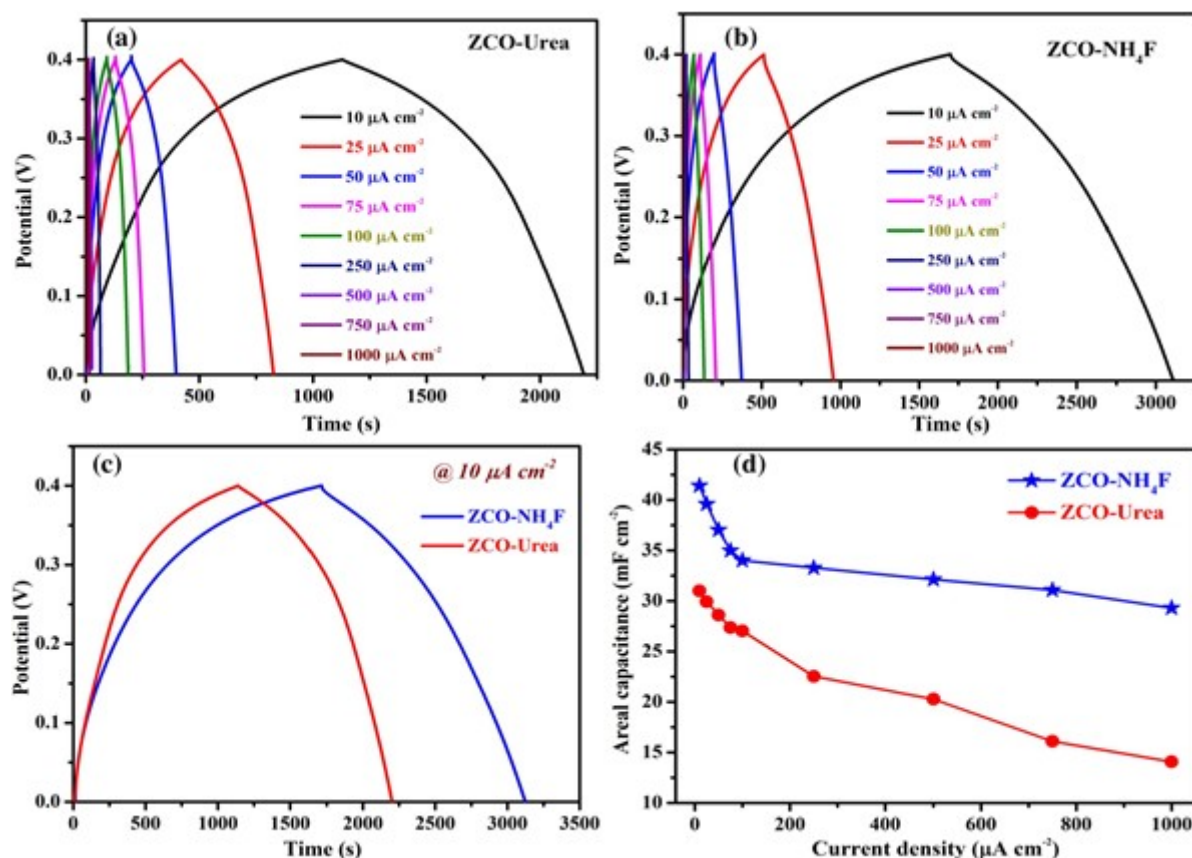 (a)
ZCO-Urea
10 μA cm⁻²
25 μA cm⁻²
50 μA cm⁻²
75 μA cm⁻²
100 μA cm⁻²
250 μA cm⁻²
500 μA cm⁻²
750 μA cm⁻²
1000 μA cm⁻²
Potential (V)
0.4
0.3
0.2
0.1
0.0
0 500 1000 1500 2000
Time (s)
(b)
ZCO-NH₄F
10 μA cm⁻²
25 μA cm⁻²
50 μA cm⁻²
75 μA cm⁻²
100 μA cm⁻²
250 μA cm⁻²
500 μA cm⁻²
750 μA cm⁻²
1000 μA cm⁻²
Potential (V)
0.4
0.3
0.2
0.1
0.0
0 500 1000 1500 2000 2500 3000
Time (s)
(c)
@ 10 μA cm⁻²
ZCO-NH₄F
ZCO-Urea
Potential (V)
0.4
0.3
0.2
0.1
0.0
0 500 1000 1500 2000 2500 3000 3500
Time (s)
(d)
ZCO-NH₄F
ZCO-Urea
Areal capacitance (mF cm⁻²)
45
40
35
30
25
20
15
10
0 200 400 600 800 1000
Current density (μA cm⁻²)